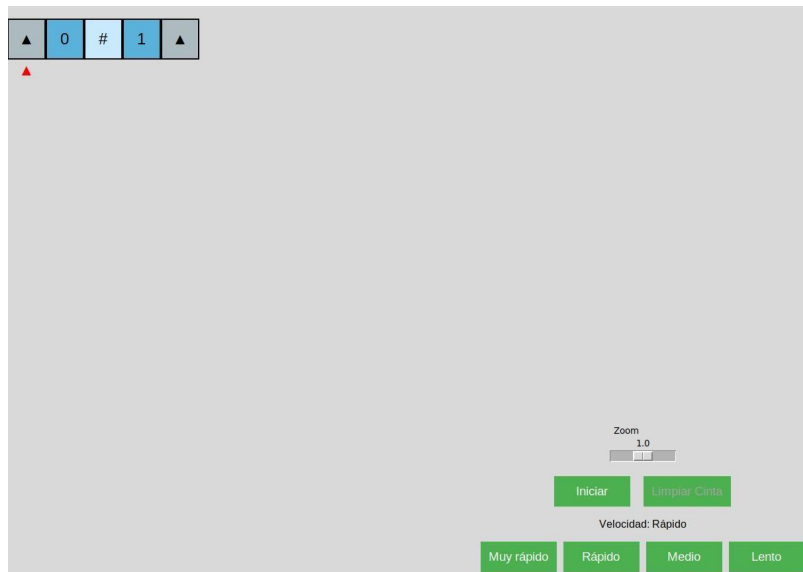 ▲ 0 # 1 ▲
▲
Zoom
1.0
Iniciar Limpiar Cinta
Velocidad: Rápido
Muy rápido Rápido Medio Lento